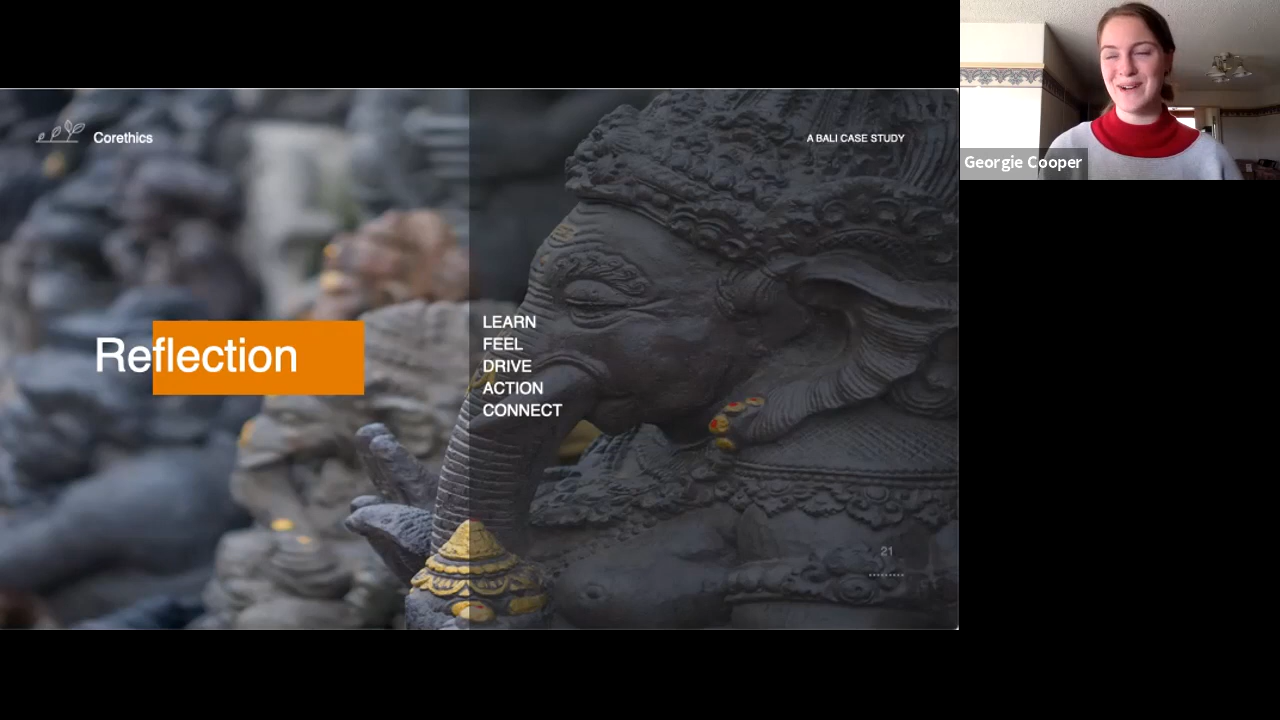 Corethics
A BALI CASE STUDY
Reflection
LEARN
FEEL
DRIVE
ACTION
CONNECT
21
Georgie Cooper